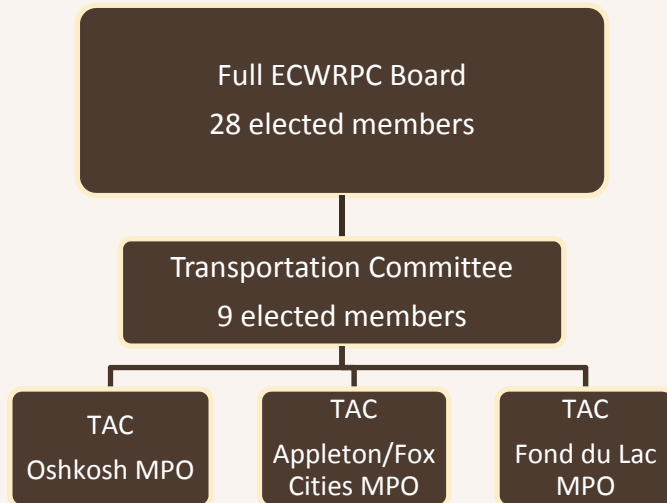 Full ECWRPC Board
28 elected members
Transportation Committee
9 elected members
TAC
Oshkosh MPO
TAC
Appleton/Fox
Cities MPO
TAC
Fond du Lac
MPO